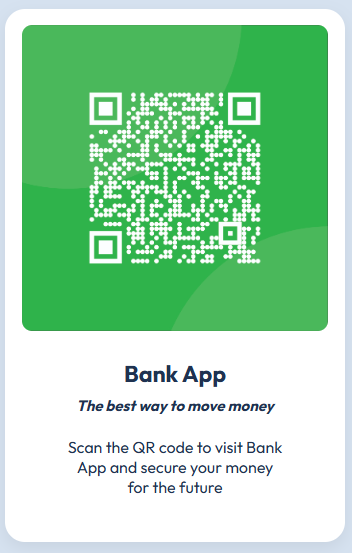 Bank App
The best way to move money
Scan the QR code to visit Bank
App and secure your money
for the future